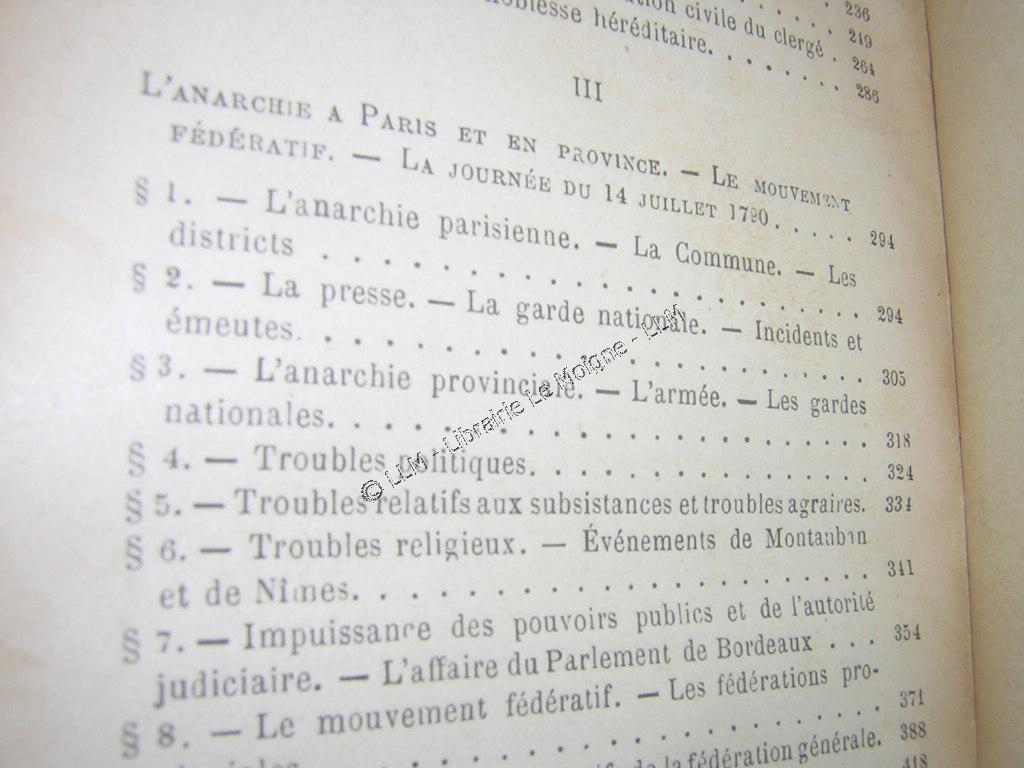 236
civile du clergé . 249
héréditaire. . . . . . . 264
286
III
L'ANARCHIE A PARIS ET EN PROVINCE. — LE MOUVEMENT
FÉDÉRATIF. — LA JOURNÉE DU 14 JUILLET 1790. . . . . . 294
§ 1. — L'anarchie parisienne. — La Commune. — Les
districts . . . . . . . . . . . . . . . . . . 294
§ 2. — La presse. — La garde nationale. — Incidents et
émeutes. . . . . . . . . . . . . . . . . . . 305
§ 3. — L'anarchie provinciale. — L'armée. — Les gardes
nationales. . . . . . . . . . . . . . . . . . 318
§ 4. — Troubles politiques. . . . . . . . . . . . . 324
§ 5. — Troubles relatifs aux subsistances et troubles agraires. 334
§ 6. — Troubles religieux. — Événements de Montauban
et de Nîmes. . . . . . . . . . . . . . . . . . 341
§ 7. — Impuissance des pouvoirs publics et de l'autorité
judiciaire. — L'affaire du Parlement de Bordeaux . . . 354
§ 8. — Le mouvement fédératif. — Les fédérations pro-
371
de la fédération générale. 388
418
© LLM - Librairie Le Moigne - LLM